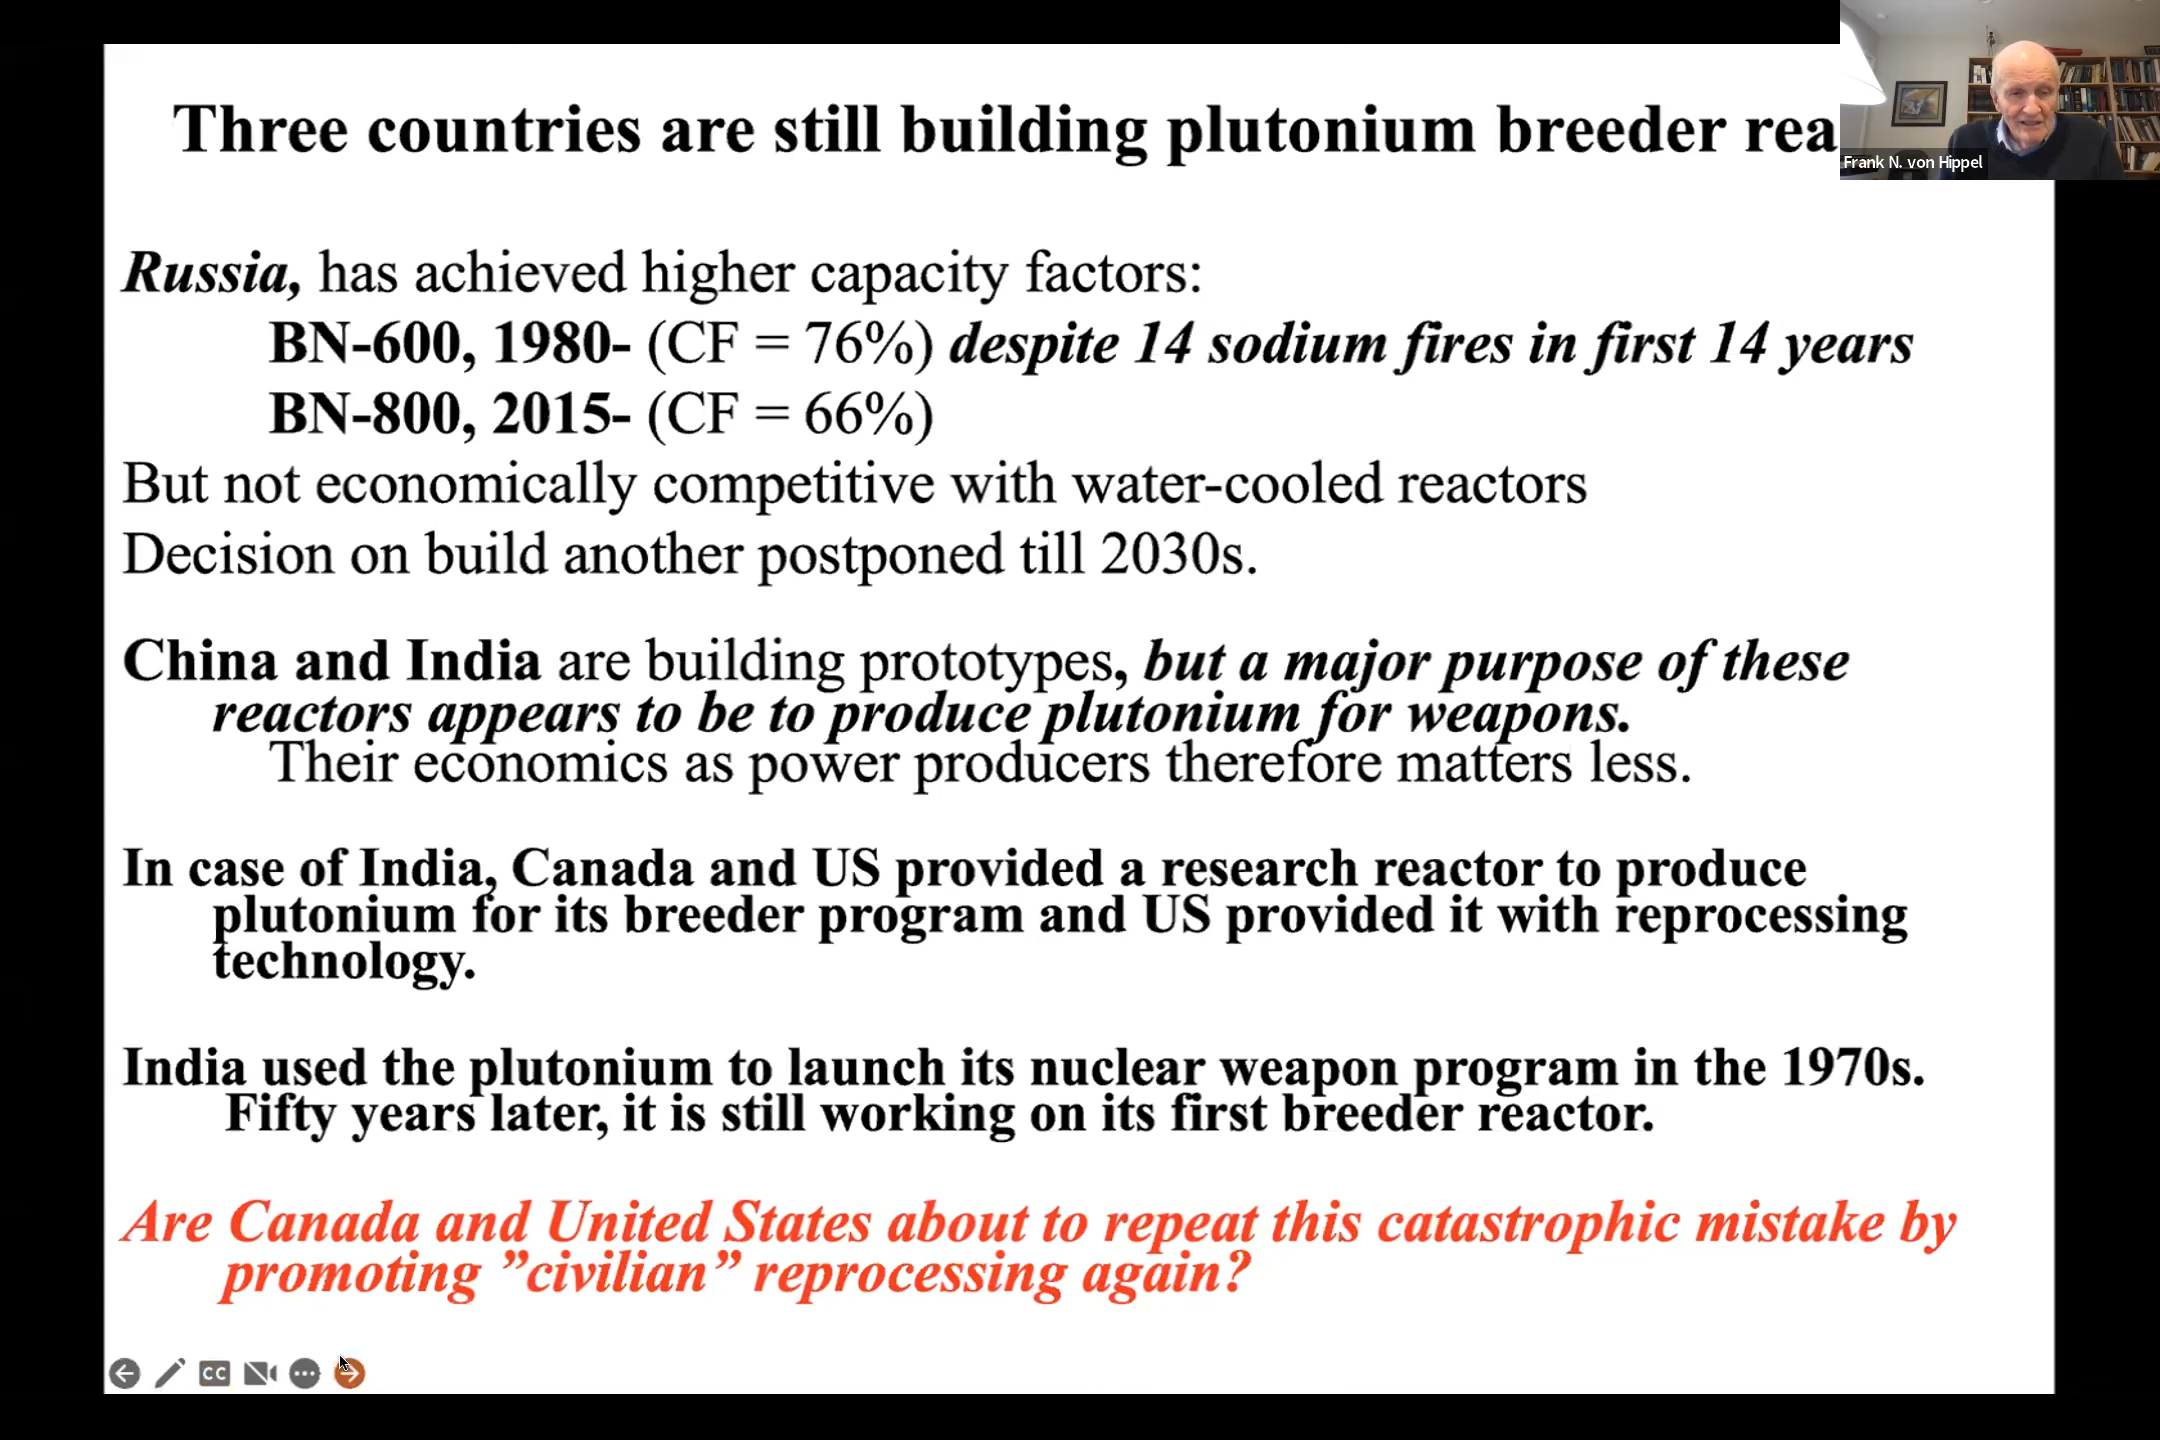 Three countries are still building plutonium breeder rea
Frank N. von Hippel
Russia, has achieved higher capacity factors:
BN-600, 1980- (CF = 76%) despite 14 sodium fires in first 14 years
BN-800, 2015- (CF = 66%)
But not economically competitive with water-cooled reactors
Decision on build another postponed till 2030s.
China and India are building prototypes, but a major purpose of these
reactors appears to be to produce plutonium for weapons.
Their economics as power producers therefore matters less.
In case of India, Canada and US provided a research reactor to produce
plutonium for its breeder program and US provided it with reprocessing
technology.
India used the plutonium to launch its nuclear weapon program in the 1970s.
Fifty years later, it is still working on its first breeder reactor.
Are Canada and United States about to repeat this catastrophic mistake by
promoting ”civilian” reprocessing again?
CC